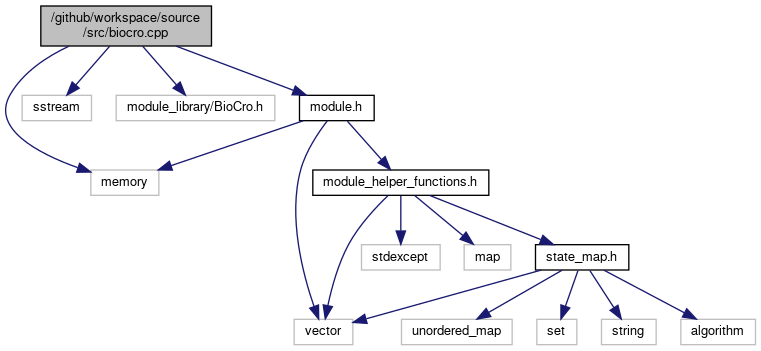 /github/workspace/source
/src/biocro.cpp
sstream
module_library/BioCro.h
module.h
memory
module_helper_functions.h
stdexcept
map
state_map.h
vector
unordered_map
set
string
algorithm